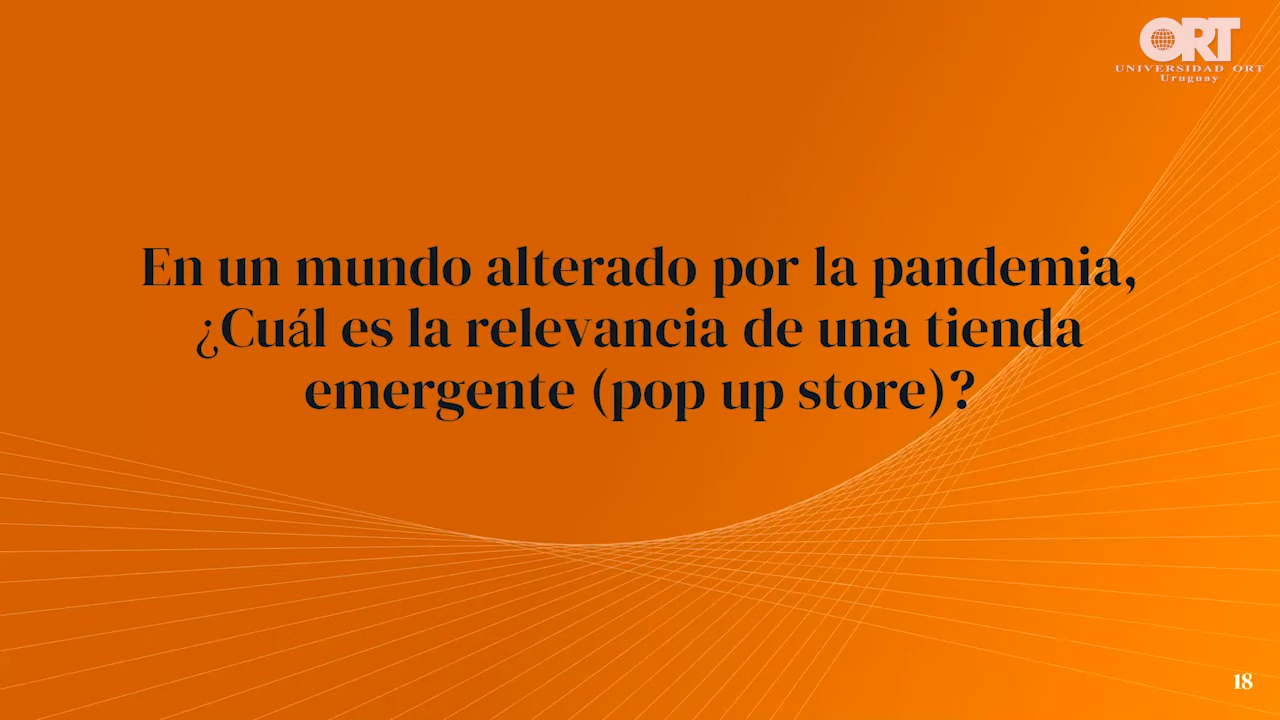 ORT
UNIVERSIDAD ORT
Uruguay
En un mundo alterado por la pandemia,
¿Cuál es la relevancia de una tienda
emergente (pop up store)?
18